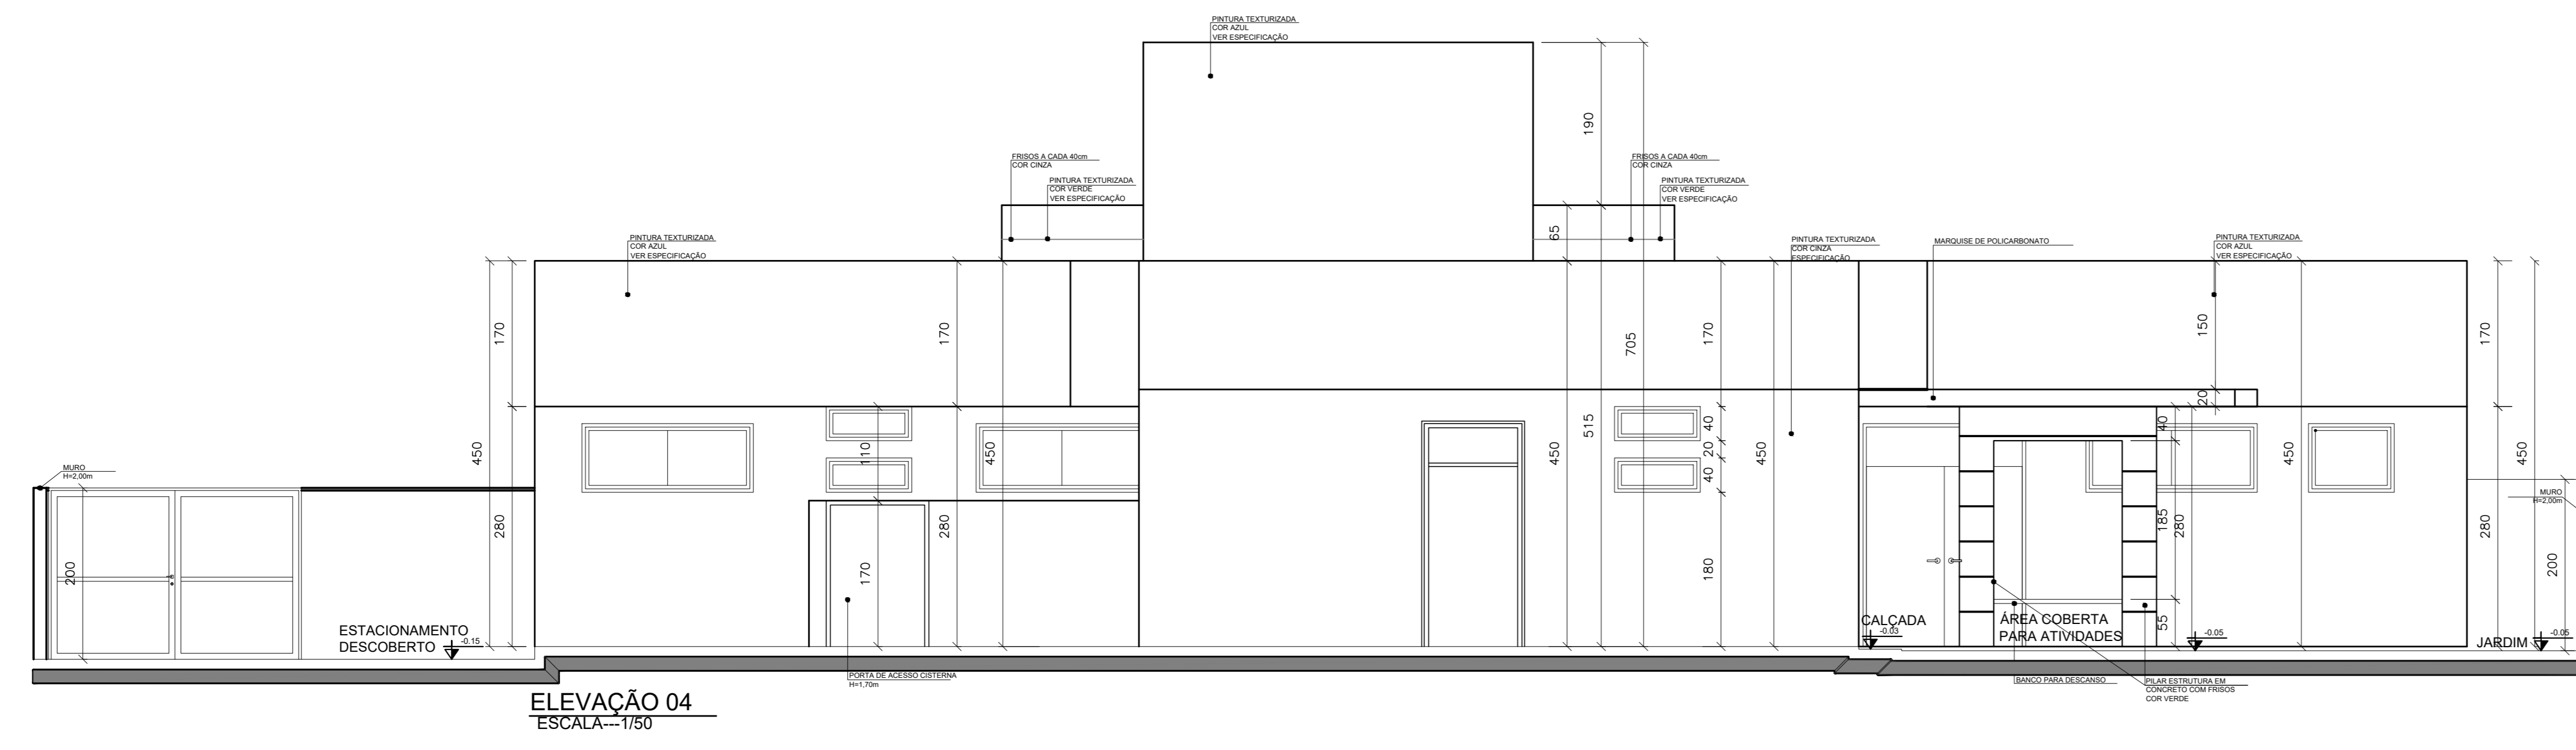 PINTURA TEXTURIZADA
COR AZUL
VER ESPECIFICAÇÃO
190
FRISOS A CADA 40cm
COR CINZA
PINTURA TEXTURIZADA
COR VERDE
VER ESPECIFICAÇÃO
FRISOS A CADA 40cm
COR CINZA
PINTURA TEXTURIZADA
COR VERDE
VER ESPECIFICAÇÃO
65
PINTURA TEXTURIZADA
COR AZUL
VER ESPECIFICAÇÃO
PINTURA TEXTURIZADA
COR CINZA
ESPECIFICAÇÃO
MARQUISE DE POLICARBONATO
PINTURA TEXTURIZADA
COR AZUL
VER ESPECIFICAÇÃO
170
170
705
170
150
170
20
450
110
450
450
515
40
20
40
450
40
450
450
MURO
H=2,00m
MURO
H=2,00m
280
280
185
280
280
200
170
180
200
55
ESTACIONAMENTO
DESCOBERTO
-0.15
CALÇADA
-0.03
ÁREA COBERTA
PARA ATIVIDADES
-0.05
JARDIM
-0.05
PORTA DE ACESSO CISTERNA
H=1,70m
BANCO PARA DESCANSO
PILAR ESTRUTURA EM
CONCRETO COM FRISOS
COR VERDE
ELEVAÇÃO 04
ESCALA---1/50